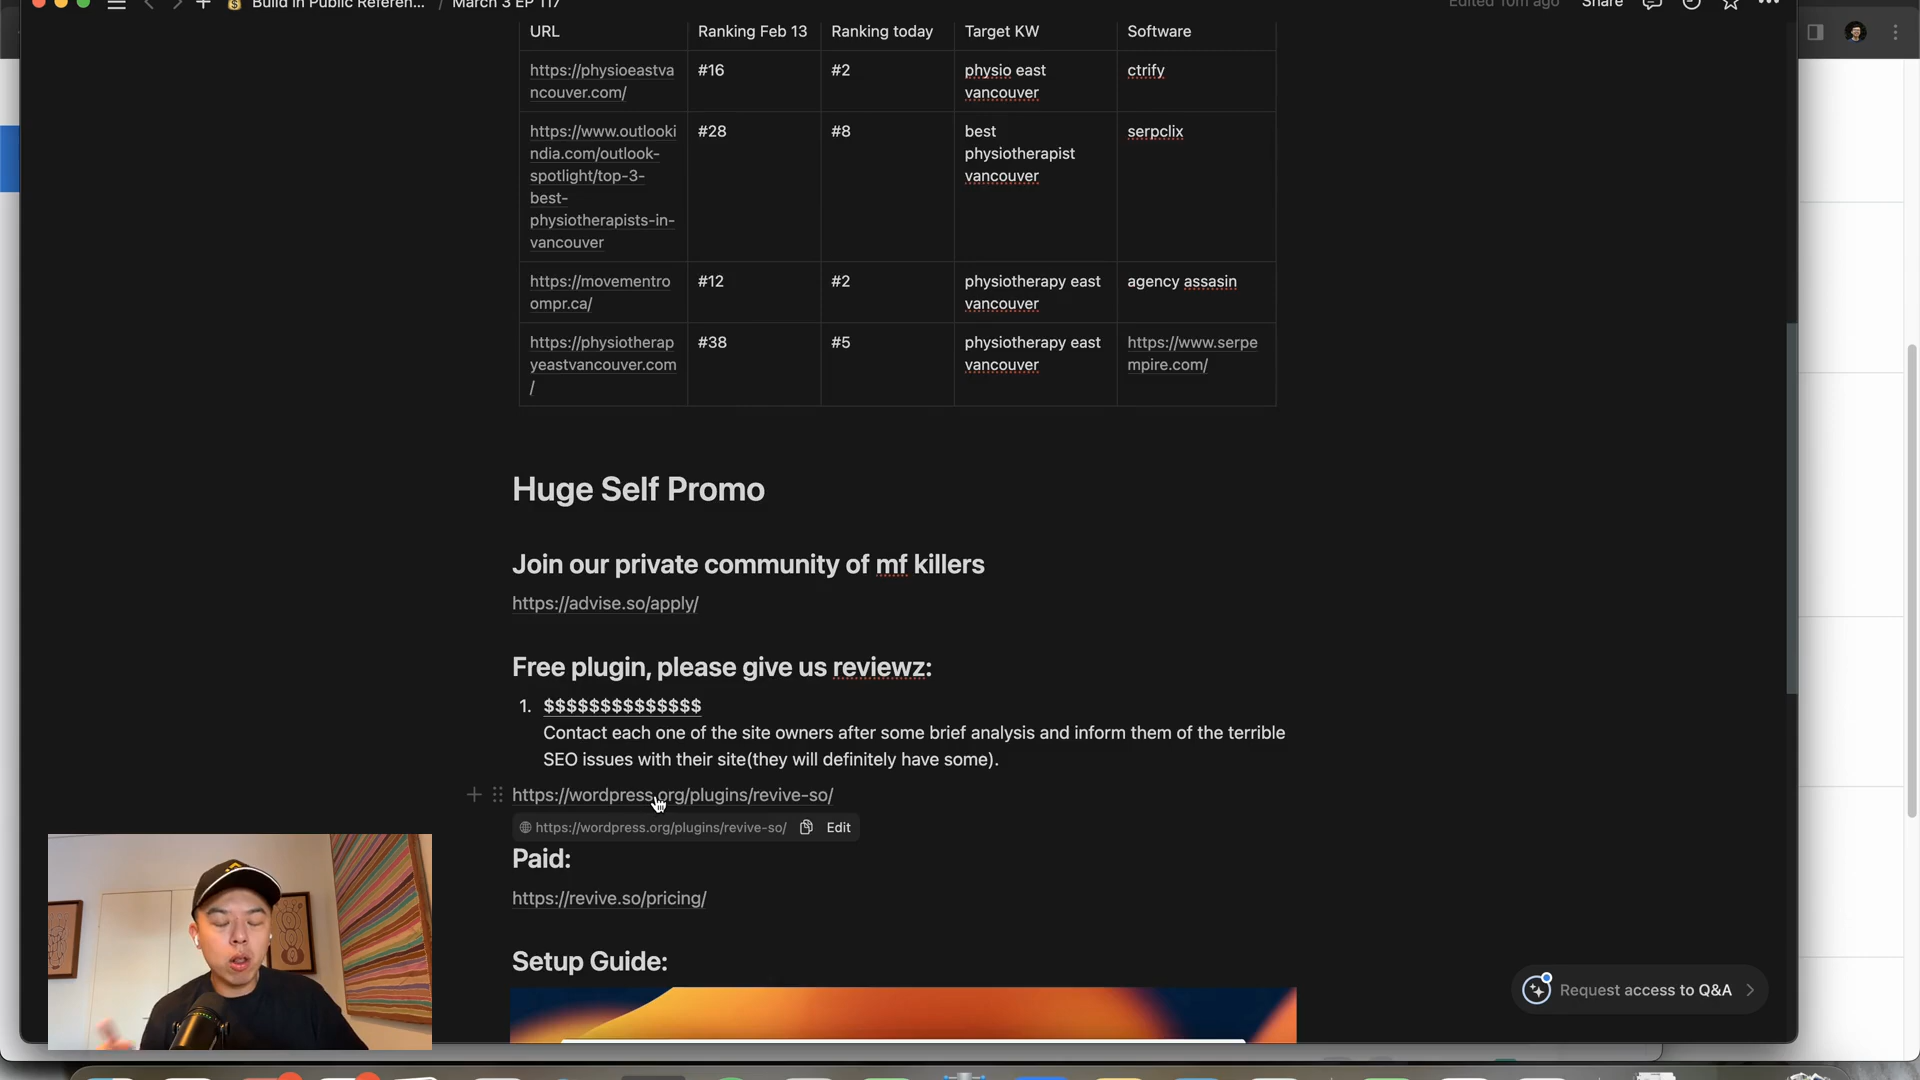 Build In Public Referen... / March 3 EP 117
Edited 10m ago
Share
URL
Ranking Feb 13
Ranking today
Target KW
Software
https://physioeastva
ncouver.com/
#16
#2
physio east
vancouver
ctrify
https://www.outlooki
ndia.com/outlook-
spotlight/top-3-
best-
physiotherapists-in-
vancouver
#28
#8
best
physiotherapist
vancouver
serpclix
https://movementro
ompr.ca/
#12
#2
physiotherapy east
vancouver
agency assasin
https://physiotherap
yeastvancouver.com
/
#38
#5
physiotherapy east
vancouver
https://www.serpe
mpire.com/
Huge Self Promo
Join our private community of mf killers
https://advise.so/apply/
Free plugin, please give us reviewz:
1. $$$$$$$$$$$$$$
Contact each one of the site owners after some brief analysis and inform them of the terrible
SEO issues with their site(they will definitely have some).
https://wordpress.org/plugins/revive-so/
https://wordpress.org/plugins/revive-so/
Edit
Paid:
https://revive.so/pricing/
Setup Guide:
Request access to Q&A